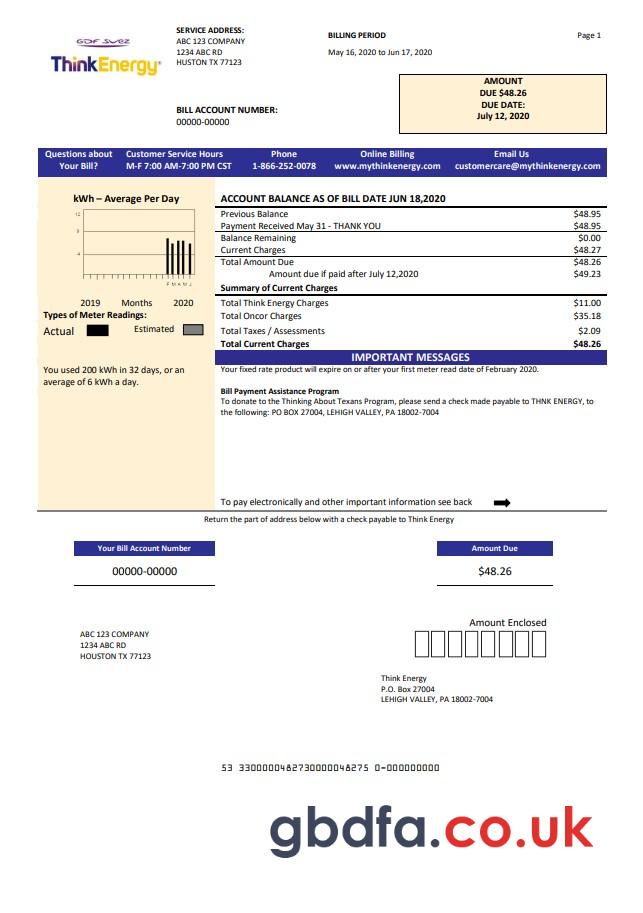 GDF SUEZ
ThinkEnergy®
SERVICE ADDRESS:
ABC 123 COMPANY
1234 ABC RD
HUSTON TX 77123
BILL ACCOUNT NUMBER:
00000-00000
BILLING PERIOD
May 16, 2020 to Jun 17, 2020
Page 1
AMOUNT
DUE $48.26
DUE DATE:
July 12, 2020
Questions about Your Bill?
Customer Service Hours
M-F 7:00 AM-7:00 PM CST
Phone
1-866-252-0078
Online Billing
www.mythinkenergy.com
Email Us
customercare@mythinkenergy.com
kWh – Average Per Day
12
8
4
F M A M J
2019 Months 2020
Types of Meter Readings:
Actual Estimated
You used 200 kWh in 32 days, or an
average of 6 kWh a day.
ACCOUNT BALANCE AS OF BILL DATE JUN 18,2020
Previous Balance $48.95
Payment Received May 31 - THANK YOU $48.95
Balance Remaining $0.00
Current Charges $48.27
Total Amount Due $48.26
Amount due if paid after July 12,2020 $49.23
Summary of Current Charges
Total Think Energy Charges $11.00
Total Oncor Charges $35.18
Total Taxes / Assessments $2.09
Total Current Charges $48.26
IMPORTANT MESSAGES
Your fixed rate product will expire on or after your first meter read date of February 2020.
Bill Payment Assistance Program
To donate to the Thinking About Texans Program, please send a check made payable to THNK ENERGY, to
the following: PO BOX 27004, LEHIGH VALLEY, PA 18002-7004
To pay electronically and other important information see back
Return the part of address below with a check payable to Think Energy
Your Bill Account Number
00000-00000
Amount Due
$48.26
ABC 123 COMPANY
1234 ABC RD
HOUSTON TX 77123
Amount Enclosed
Think Energy
P.O. Box 27004
LEHIGH VALLEY, PA 18002-7004
53 3300000482730000048275 0-000000000
gbdfa.co.uk